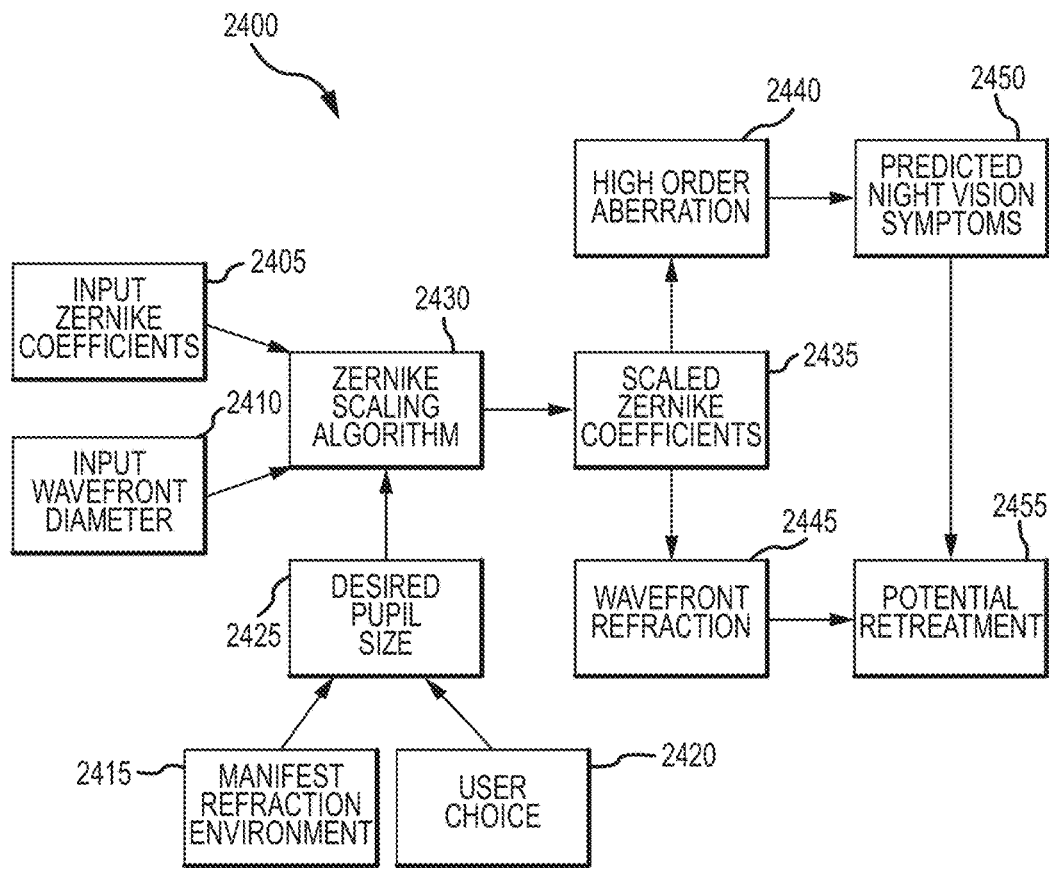 2400
2440
2450
HIGH ORDER
ABERRATION
PREDICTED
NIGHT VISION
SYMPTOMS
2405
INPUT
ZERNIKE
COEFFICIENTS
2430
2435
ZERNIKE
SCALING
ALGORITHM
SCALED
ZERNIKE
COEFFICIENTS
2410
INPUT
WAVEFRONT
DIAMETER
2425
DESIRED
PUPIL
SIZE
2445
2455
WAVEFRONT
REFRACTION
POTENTIAL
RETREATMENT
2415
MANIFEST
REFRACTION
ENVIRONMENT
2420
USER
CHOICE